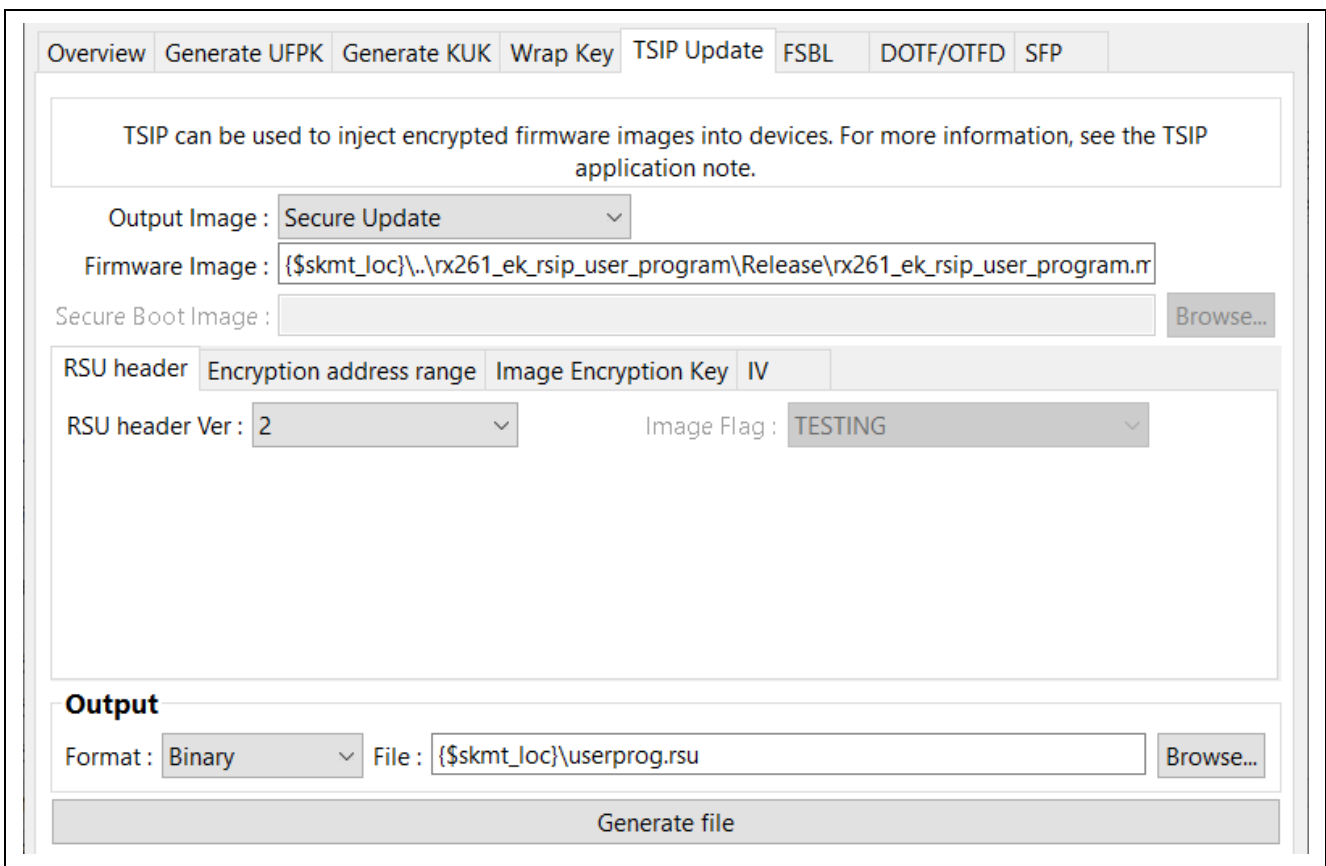 Overview Generate UFPK Generate KUK Wrap Key TSIP Update FSBL DOTF/OTFD SFP
TSIP can be used to inject encrypted firmware images into devices. For more information, see the TSIP
application note.
Output Image : Secure Update
Firmware Image : {$skmt_loc}\..\rx261_ek_rsip_user_program\Release\rx261_ek_rsip_user_program.m
Secure Boot Image : Browse...
RSU header Encryption address range Image Encryption Key IV
RSU header Ver : 2 Image Flag : TESTING
Output
Format : Binary File : {$skmt_loc}\userprog.rsu Browse...
Generate file